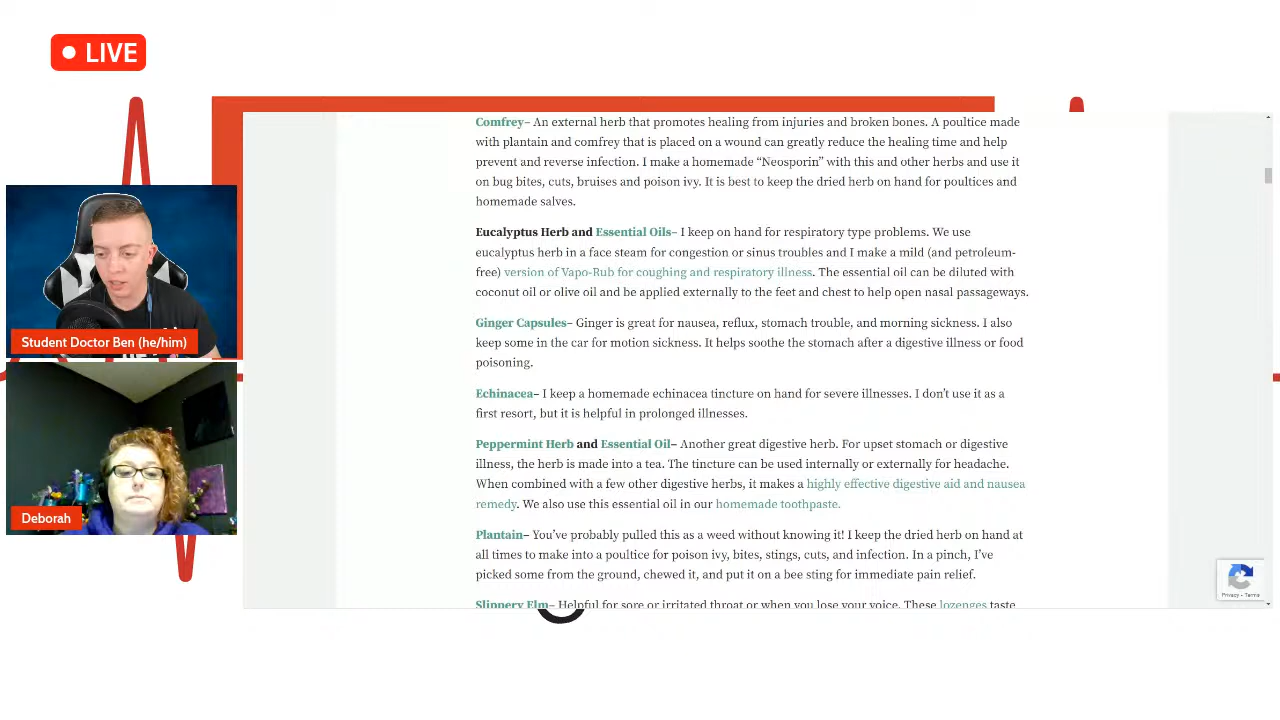 LIVE
Comfrey– An external herb that promotes healing from injuries and broken bones. A poultice made
with plantain and comfrey that is placed on a wound can greatly reduce the healing time and help
prevent and reverse infection. I make a homemade “Neosporin” with this and other herbs and use it
on bug bites, cuts, bruises and poison ivy. It is best to keep the dried herb on hand for poultices and
homemade salves.
Eucalyptus Herb and Essential Oils– I keep on hand for respiratory type problems. We use
eucalyptus herb in a face steam for congestion or sinus troubles and I make a mild (and petroleum-
free) version of Vapo-Rub for coughing and respiratory illness. The essential oil can be diluted with
coconut oil or olive oil and be applied externally to the feet and chest to help open nasal passageways.
Ginger Capsules– Ginger is great for nausea, reflux, stomach trouble, and morning sickness. I also
keep some in the car for motion sickness. It helps soothe the stomach after a digestive illness or food
poisoning.
Echinacea– I keep a homemade echinacea tincture on hand for severe illnesses. I don’t use it as a
first resort, but it is helpful in prolonged illnesses.
Peppermint Herb and Essential Oil– Another great digestive herb. For upset stomach or digestive
illness, the herb is made into a tea. The tincture can be used internally or externally for headache.
When combined with a few other digestive herbs, it makes a highly effective digestive aid and nausea
remedy. We also use this essential oil in our homemade toothpaste.
Plantain– You’ve probably pulled this as a weed without knowing it! I keep the dried herb on hand at
all times to make into a poultice for poison ivy, bites, stings, cuts, and infection. In a pinch, I’ve
picked some from the ground, chewed it, and put it on a bee sting for immediate pain relief.
Slippery Elm– Helpful for sore or irritated throat or when you lose your voice. These lozenges taste
Student Doctor Ben (he/him)
Deborah
Privacy - Terms